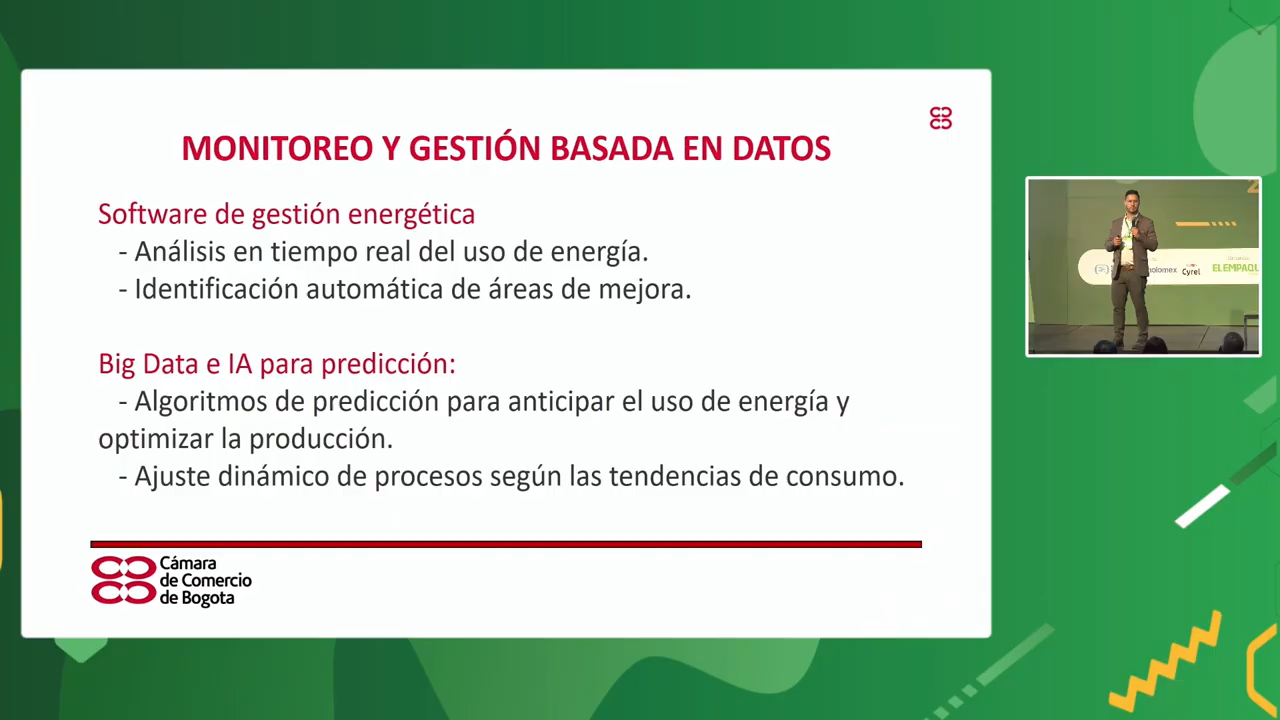 MONITOREO Y GESTIÓN BASADA EN DATOS
Software de gestión energética
- Análisis en tiempo real del uso de energía.
- Identificación automática de áreas de mejora.
Big Data e IA para predicción:
- Algoritmos de predicción para anticipar el uso de energía y
optimizar la producción.
- Ajuste dinámico de procesos según las tendencias de consumo.
Cámara
de Comercio
de Bogota
Cyrel
ELEMPAQU